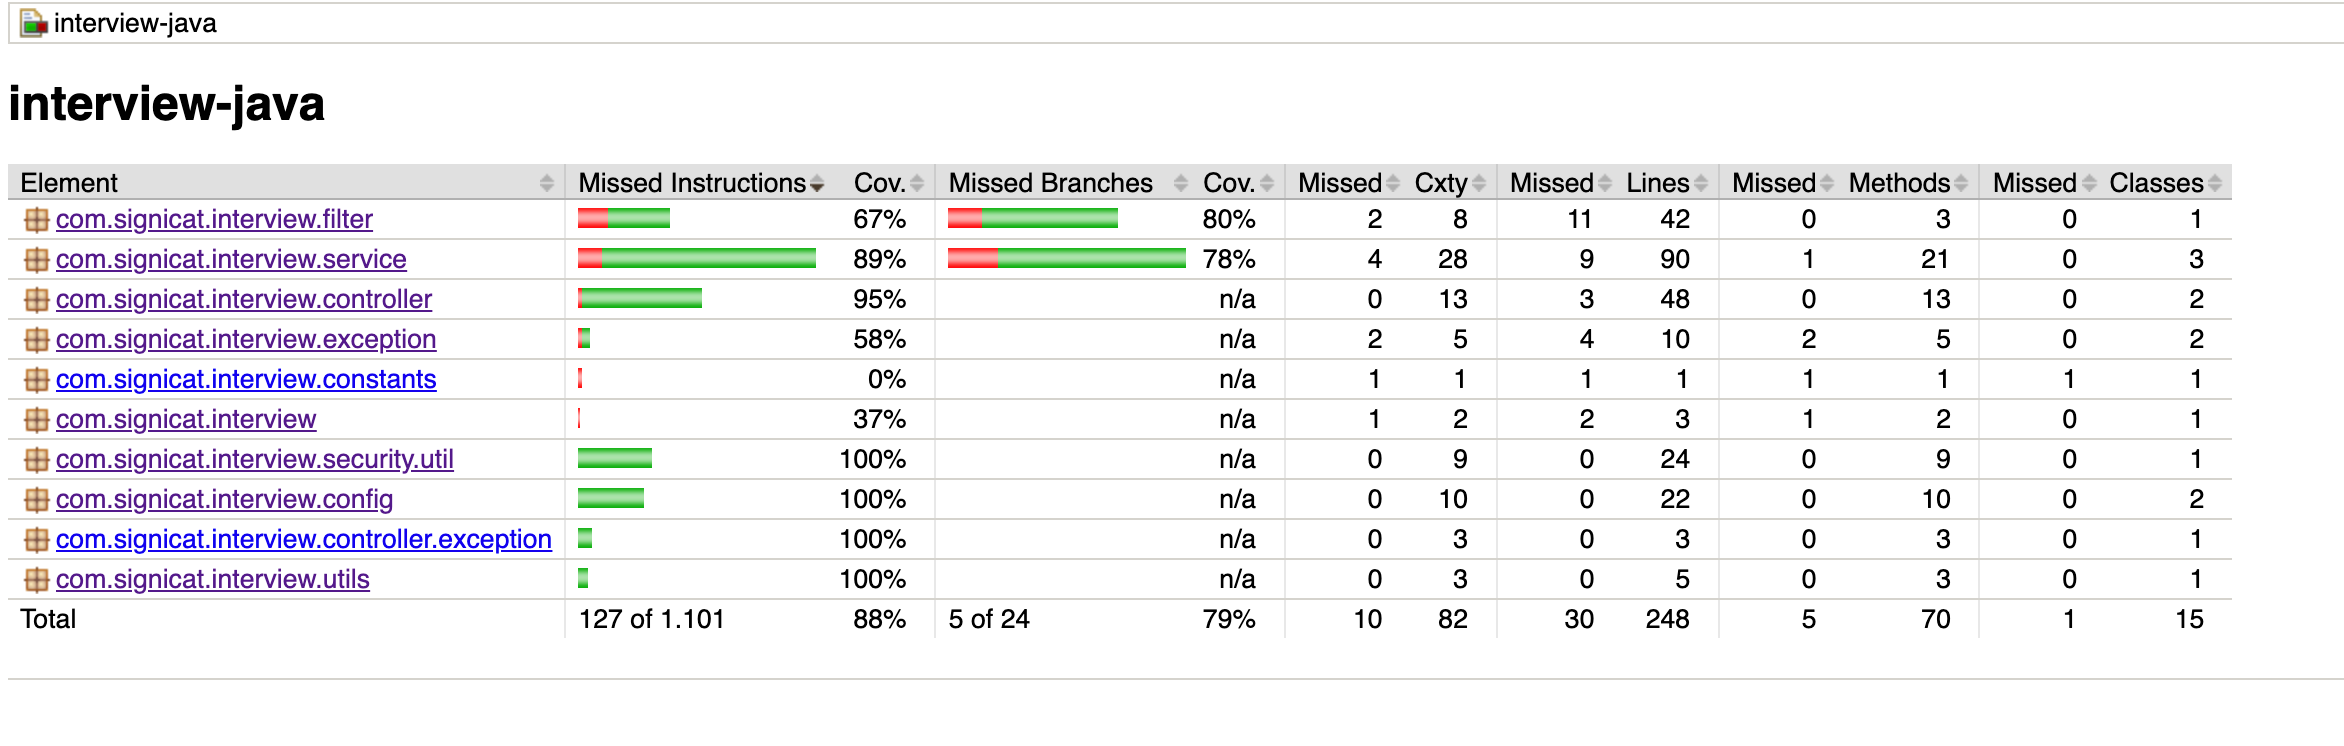 interview-java
interview-java
Element Missed Instructions Cov. Missed Branches Cov. Missed Cxty Missed Lines Missed Methods Missed Classes
com.signicat.interview.filter 67% 80% 2 8 11 42 0 3 0 1
com.signicat.interview.service 89% 78% 4 28 9 90 1 21 0 3
com.signicat.interview.controller 95% n/a 0 13 3 48 0 13 0 2
com.signicat.interview.exception 58% n/a 2 5 4 10 2 5 0 2
com.signicat.interview.constants 0% n/a 1 1 1 1 1 1 1 1
com.signicat.interview 37% n/a 1 2 2 3 1 2 0 1
com.signicat.interview.security.util 100% n/a 0 9 0 24 0 9 0 1
com.signicat.interview.config 100% n/a 0 10 0 22 0 10 0 2
com.signicat.interview.controller.exception 100% n/a 0 3 0 3 0 3 0 1
com.signicat.interview.utils 100% n/a 0 3 0 5 0 3 0 1
Total 127 of 1.101 88% 5 of 24 79% 10 82 30 248 5 70 1 15